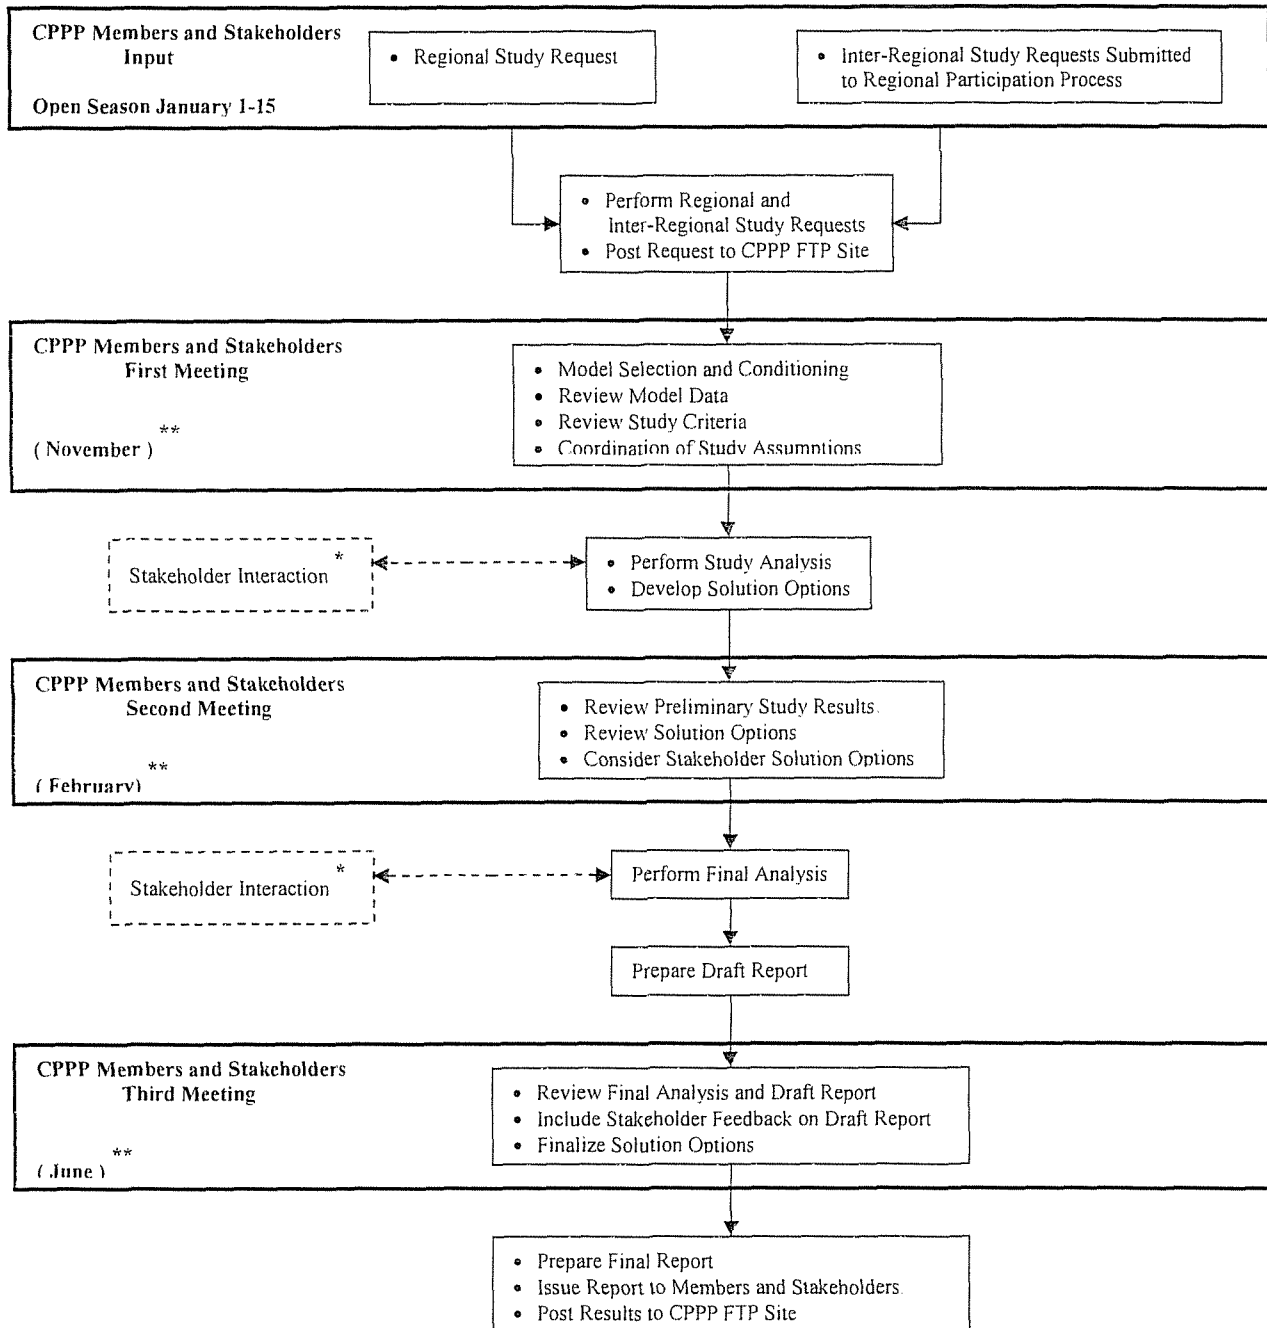 CPPP Members and Stakeholders
Input
Open Season January 1-15
• Regional Study Request
• Inter-Regional Study Requests Submitted
to Regional Participation Process
• Perform Regional and
Inter-Regional Study Requests
• Post Request to CPPP FTP Site
CPPP Members and Stakeholders
First Meeting
( November ) **
• Model Selection and Conditioning
• Review Model Data
• Review Study Criteria
• Coordination of Study Assumptions
Stakeholder Interaction *
• Perform Study Analysis
• Develop Solution Options
CPPP Members and Stakeholders
Second Meeting
( February) **
• Review Preliminary Study Results
• Review Solution Options
• Consider Stakeholder Solution Options
Stakeholder Interaction *
Perform Final Analysis
Prepare Draft Report
CPPP Members and Stakeholders
Third Meeting
( June ) **
• Review Final Analysis and Draft Report
• Include Stakeholder Feedback on Draft Report
• Finalize Solution Options
• Prepare Final Report
• Issue Report to Members and Stakeholders
• Post Results to CPPP FTP Site